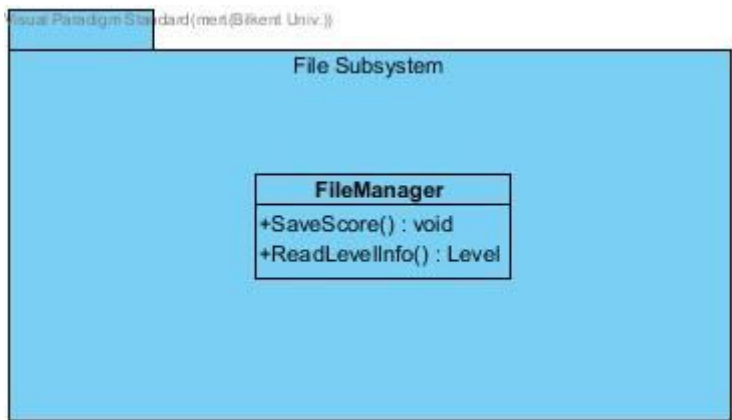 Visual Paradigm Standard(mert(Bilkent Univ.))
File Subsystem
FileManager
+SaveScore() : void
+ReadLevelInfo() : Level